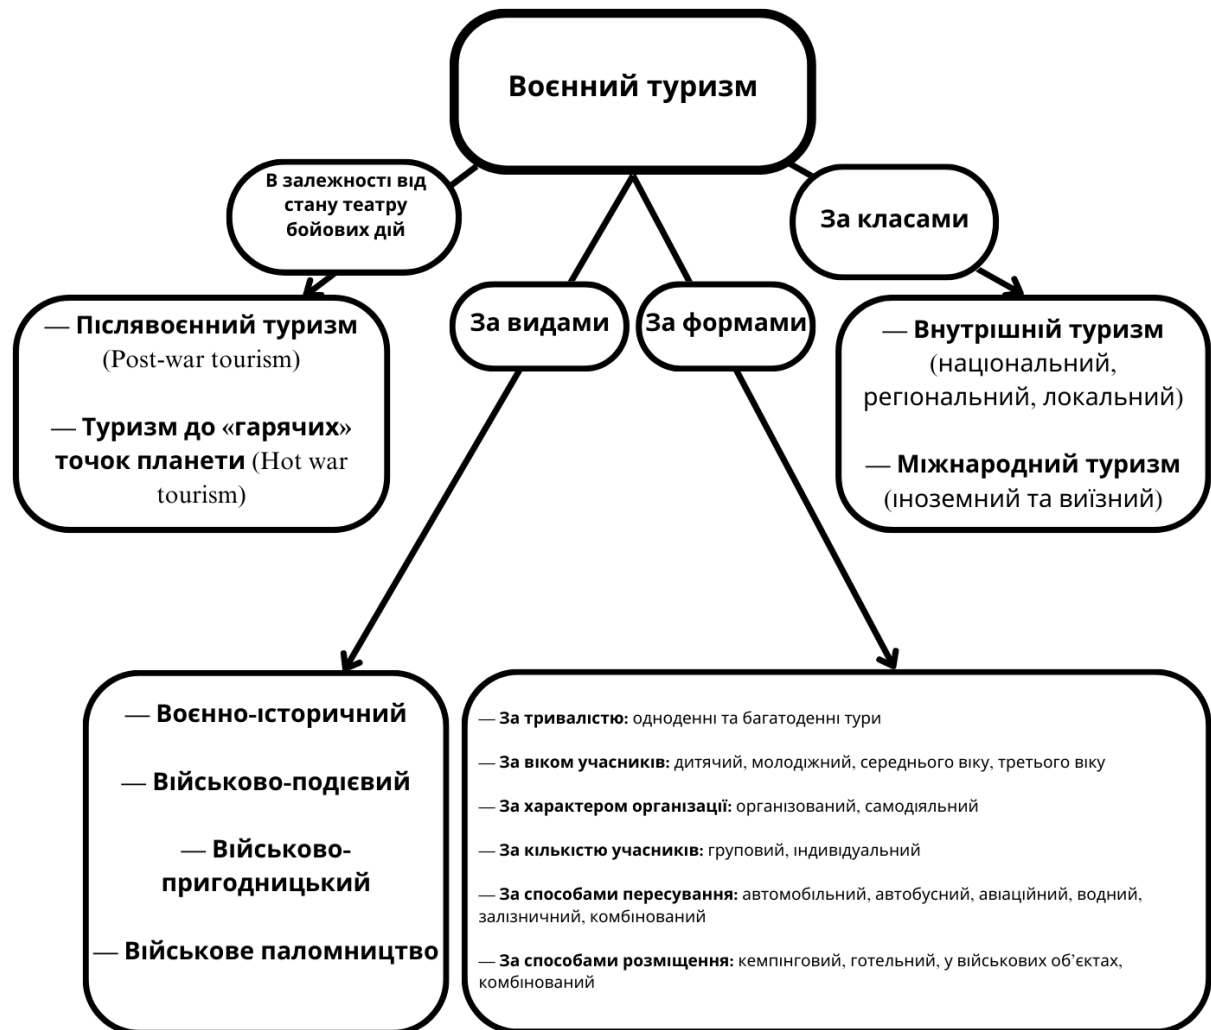 Воєнний туризм
В залежності від
стану театру
бойових дій
За класами
За видами
За формами
— Післявоєнний туризм
(Post-war tourism)
— Туризм до «гарячих»
точок планети (Hot war
tourism)
— Внутрішній туризм
(національний,
регіональний, локальний)
— Міжнародний туризм
(іноземний та виїзний)
— Воєнно-історичний
— Військово-подієвий
— Військово-
пригодницький
— Військове паломництво
— За тривалістю: одноденні та багатоденні тури
— За віком учасників: дитячий, молодіжний, середнього віку, третього віку
— За характером організації: організований, самодіяльний
— За кількістю учасників: груповий, індивідуальний
— За способами пересування: автомобільний, автобусний, авіаційний, водний,
залізничний, комбінований
— За способами розміщення: кемпінговий, готельний, у військових об’єктах,
комбінований